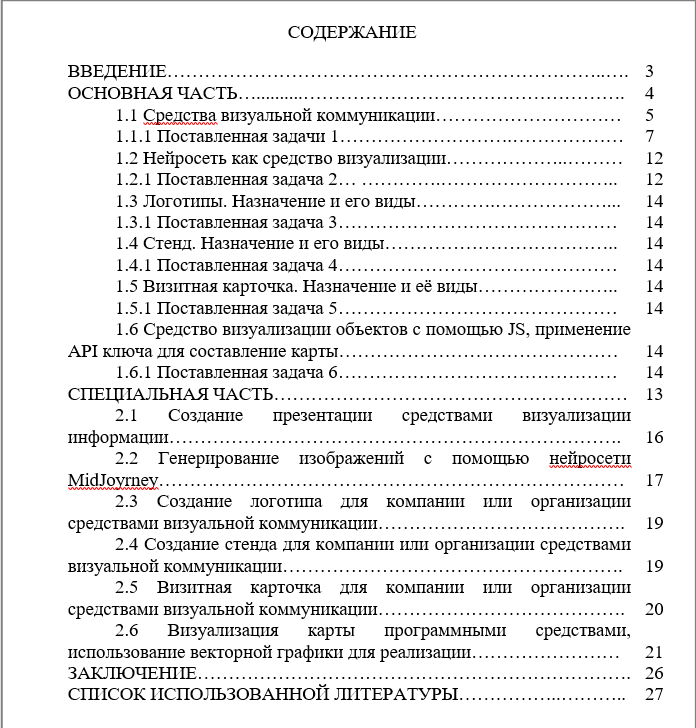 СОДЕРЖАНИЕ
ВВЕДЕНИЕ……………………………………………………..…. 3
ОСНОВНАЯ ЧАСТЬ…..........…………………………………………. 4
1.1 Средства визуальной коммуникации…………………… 5
1.1.1 Поставленная задачи 1………………….…………. 7
1.2 Нейросеть как средство визуализации…………..……… 12
1.2.1 Поставленная задача 2… …………………….. 12
1.3 Логотипы. Назначение и его виды…………………... 14
1.3.1 Поставленная задача 3……………………………… 14
1.4 Стенд. Назначение и его виды……………………….. 14
1.4.1 Поставленная задача 4……………………………… 14
1.5 Визитная карточка. Назначение и её виды…………….. 14
1.5.1 Поставленная задача 5……………………………… 14
1.6 Средство визуализации объектов с помощью JS, применение
API ключа для составление карты……………………………… 14
1.6.1 Поставленная задача 6……………………………… 14
СПЕЦИАЛЬНАЯ ЧАСТЬ……………………………………… 13
2.1 Создание презентации средствами визуализации
информации…………………………………………………. 16
2.2 Генерирование изображений с помощью нейросети
MidJoyrney…………………………………………………… 17
2.3 Создание логотипа для компании или организации
средствами визуальной коммуникации…………………………. 19
2.4 Создание стенда для компании или организации средствами
визуальной коммуникации……………………………………. 19
2.5 Визитная карточка для компании или организации
средствами визуальной коммуникации…………………………. 20
2.6 Визуализация карты программными средствами,
использование векторной графики для реализации……………… 21
ЗАКЛЮЧЕНИЕ………………………………………………. 26
СПИСОК ИСПОЛЬЗОВАННОЙ ЛИТЕРАТУРЫ……….……….. 27